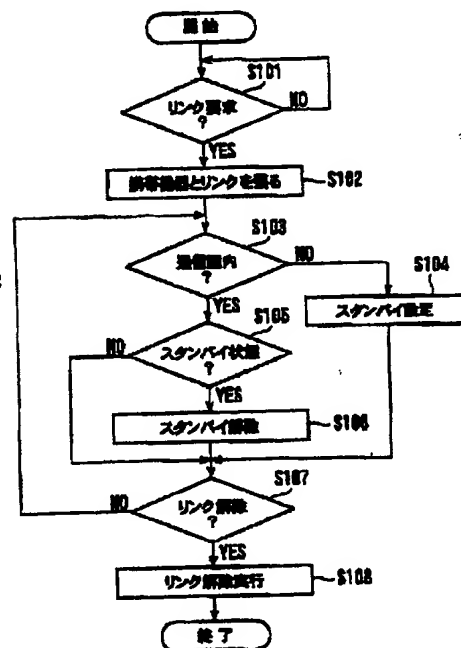 開始
S101
リンク要求
?
NO
YES
携帯機器とリンクを張る
S102
S103
通信圏内
?
NO
YES
S104
スタンバイ設定
S105
スタンバイ状態
?
NO
YES
スタンバイ解除
S106
S107
リンク解除
?
NO
YES
リンク解除実行
S108
終了